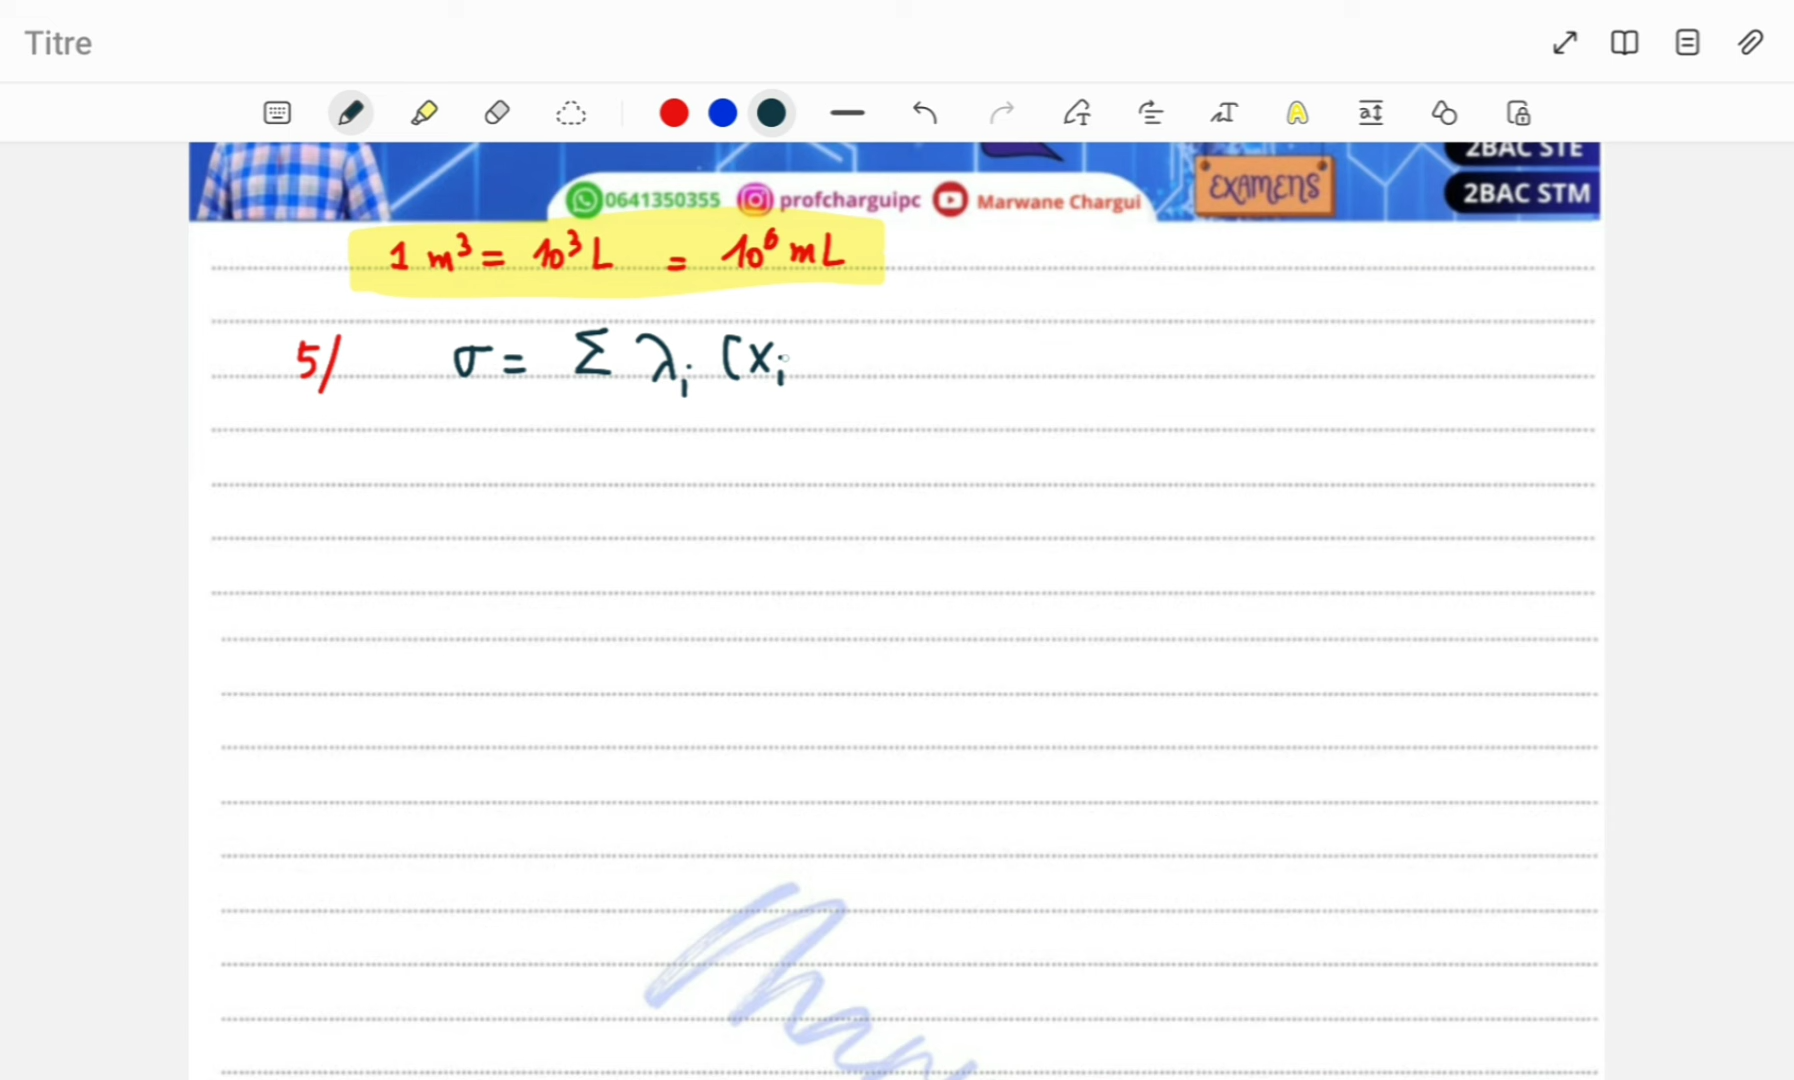 Titre
2BAC STE
0641350355 profcharguipc Marwane Chargui EXAMENS 2BAC STM
1 m³ = 10³ L = 10⁶ mL
5/ σ = Σ λᵢ [Xᵢ